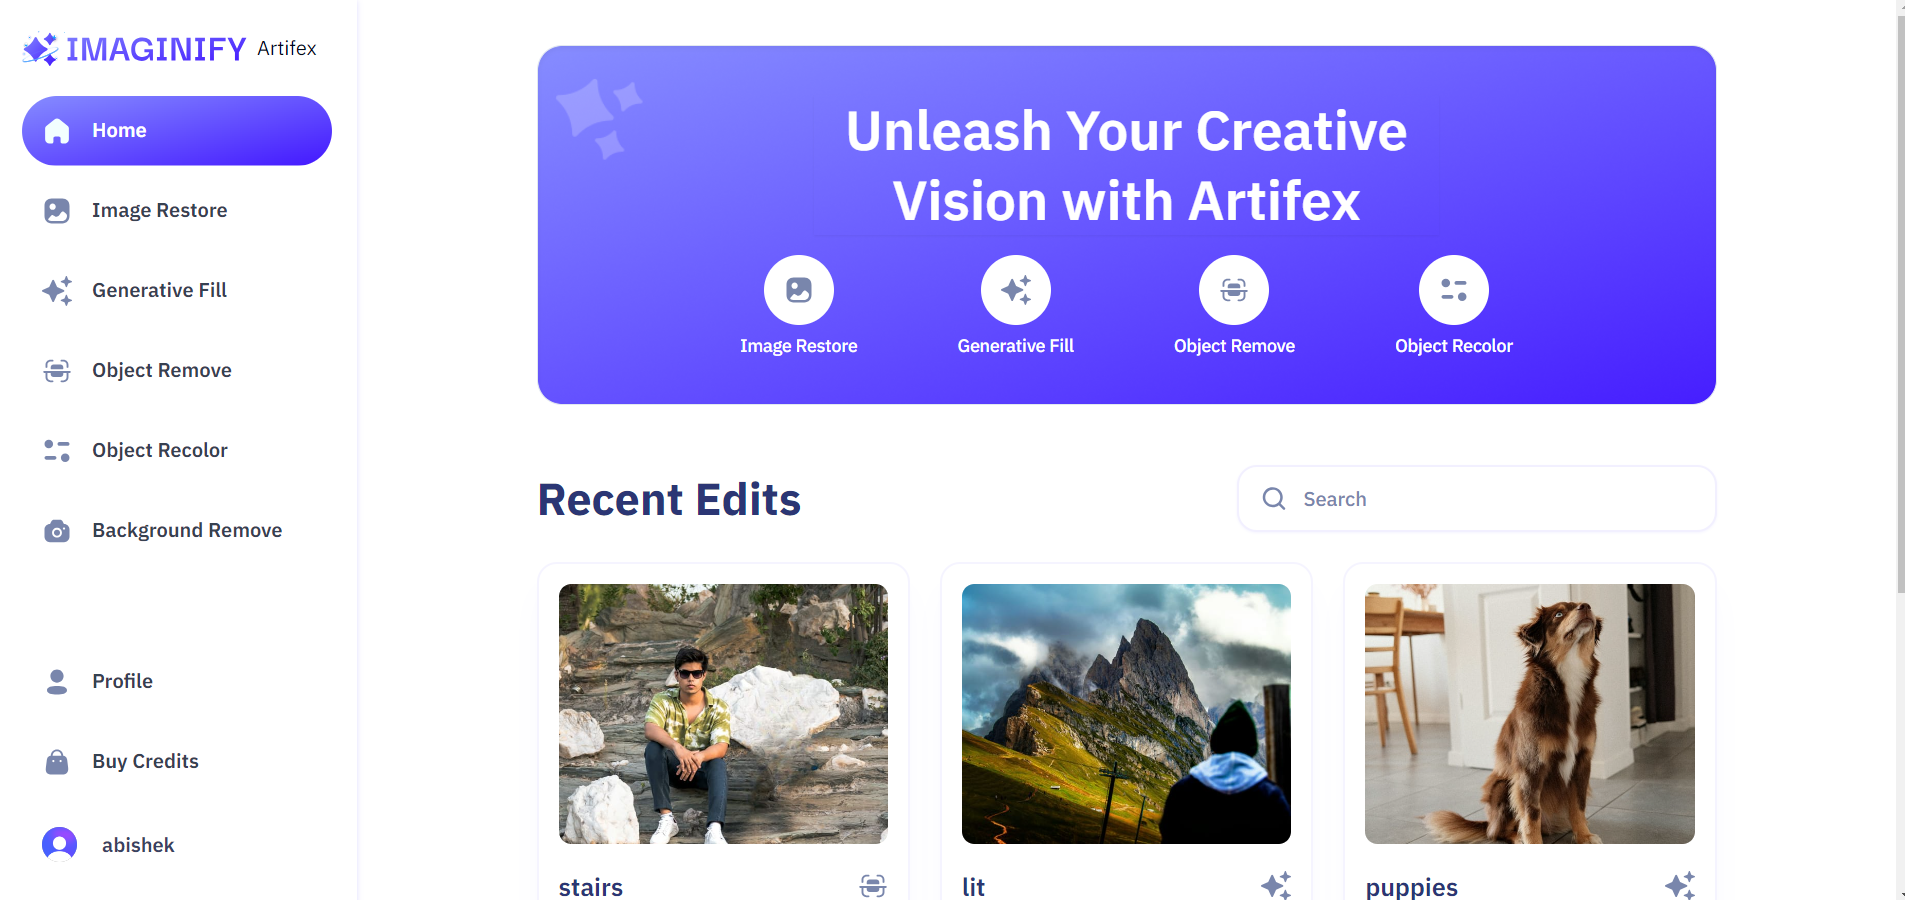 IMAGINIFY Artifex
Home
Image Restore
Generative Fill
Object Remove
Object Recolor
Background Remove
Profile
Buy Credits
abishek
Unleash Your Creative
Vision with Artifex
Image Restore
Generative Fill
Object Remove
Object Recolor
Recent Edits
Search
stairs
lit
puppies